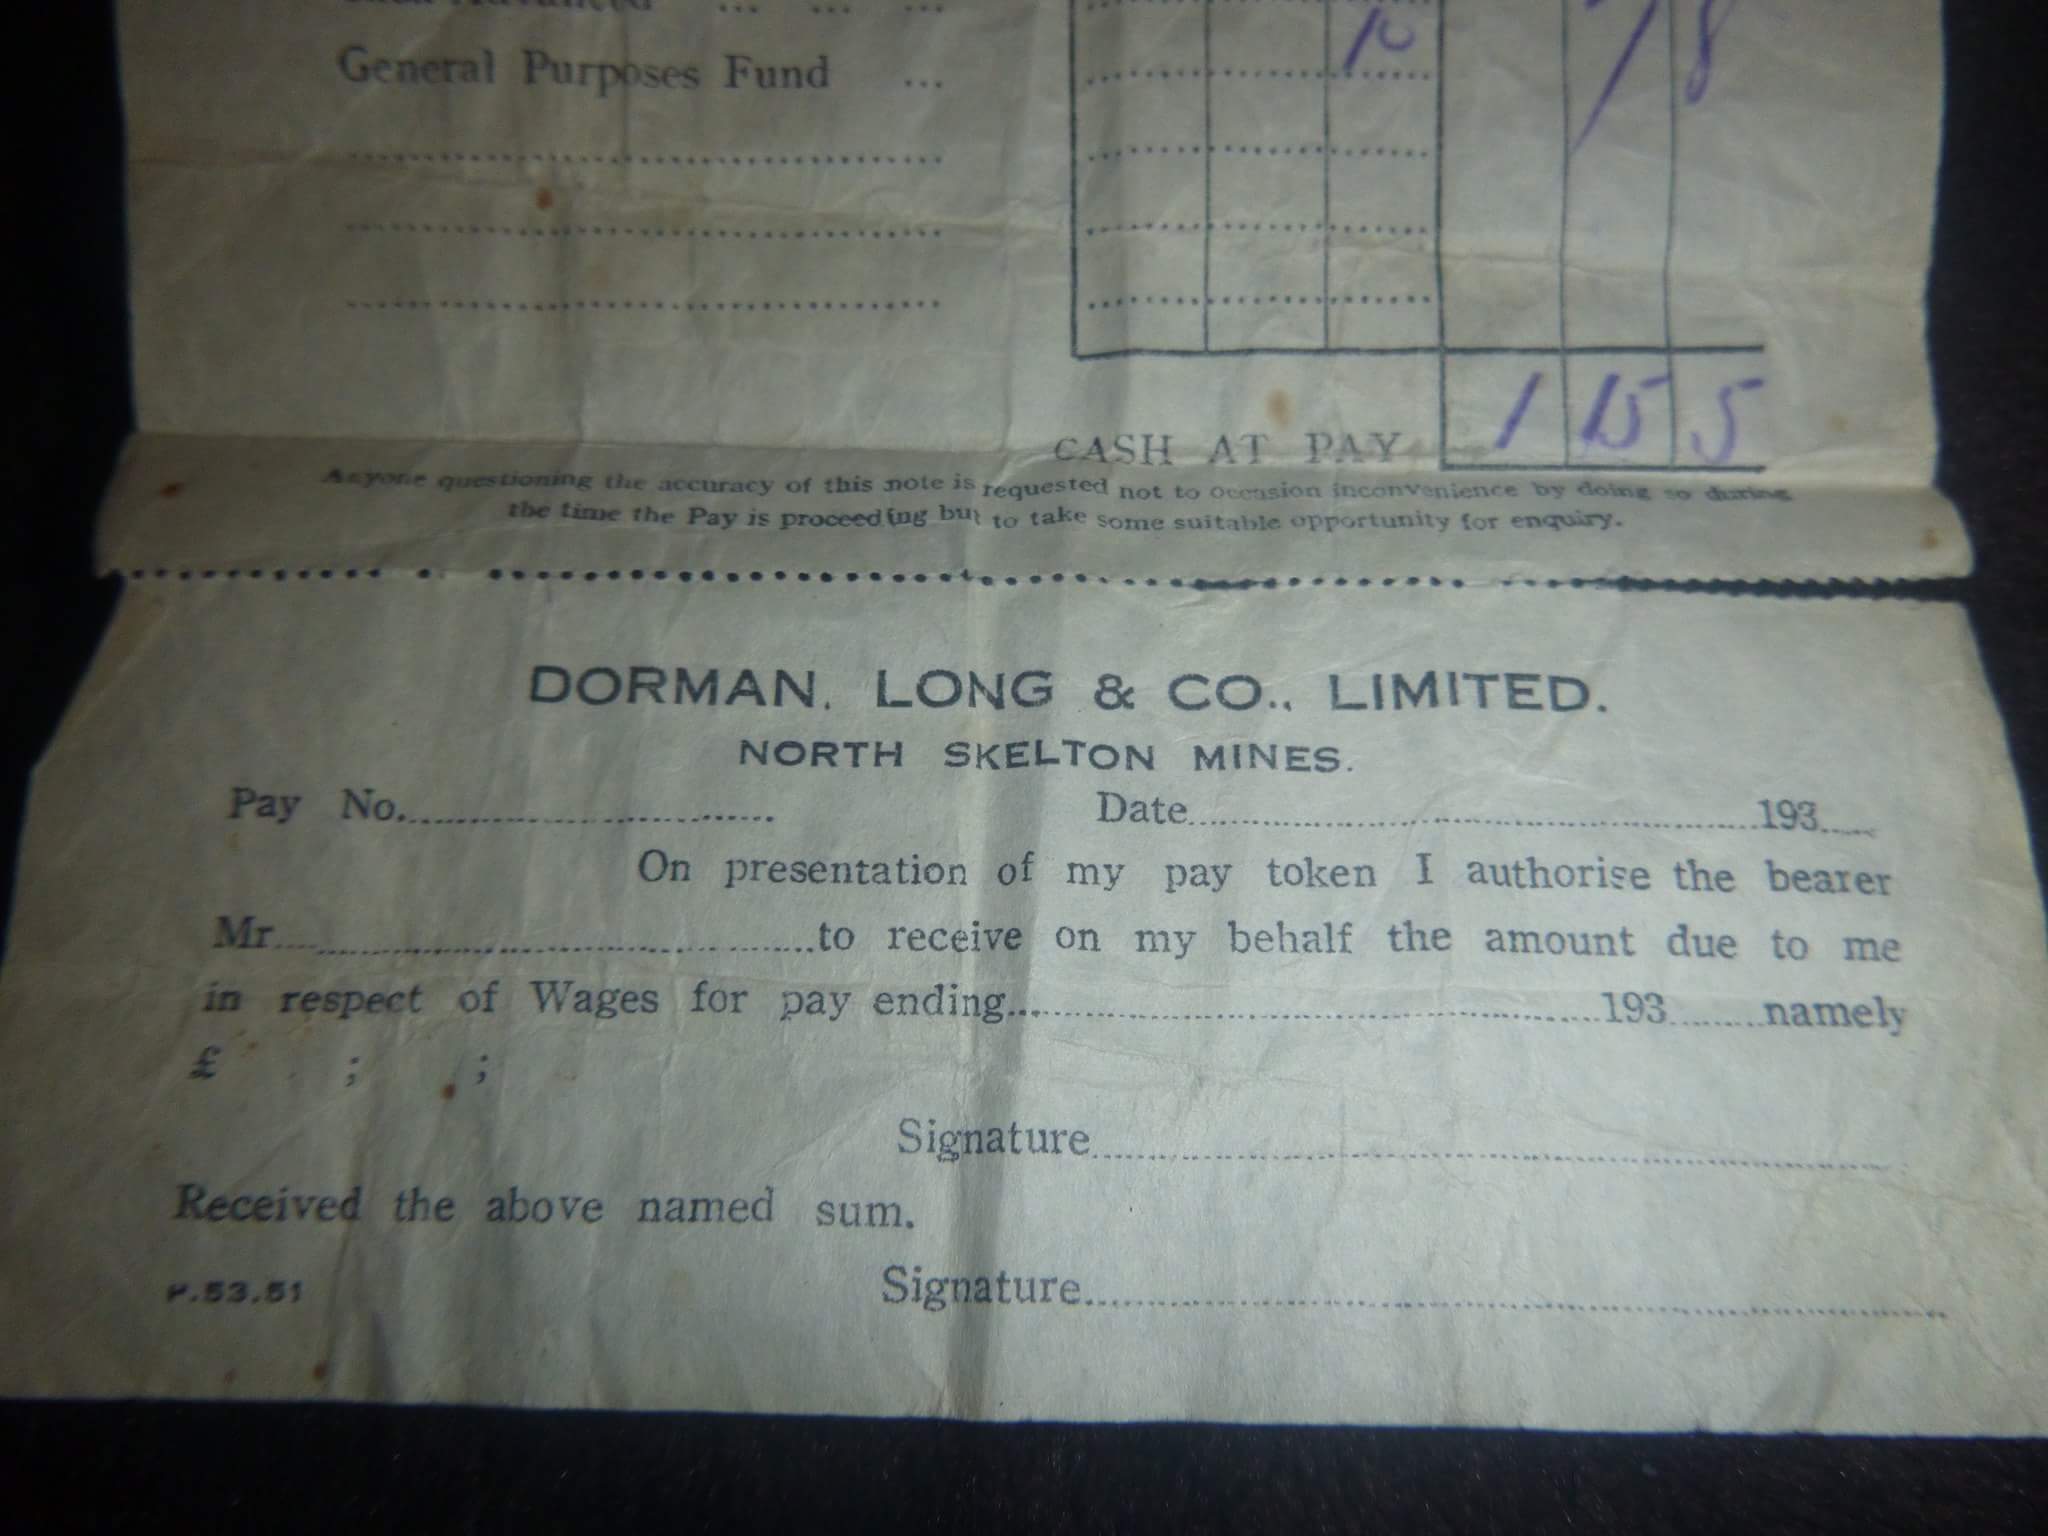 Cash Advanced ... ... ...
General Purposes Fund ... 10 7 8
1 15 5
CASH AT PAY
Anyone questioning the accuracy of this note is requested not to occasion inconvenience by doing so during
the time the Pay is proceeding but to take some suitable opportunity for enquiry.
DORMAN, LONG & CO., LIMITED.
NORTH SKELTON MINES.
Pay No. Date 193
On presentation of my pay token I authorise the bearer
Mr to receive on my behalf the amount due to me
in respect of Wages for pay ending 193 namely
£ ; ;
Signature
Received the above named sum.
P.53.51 Signature